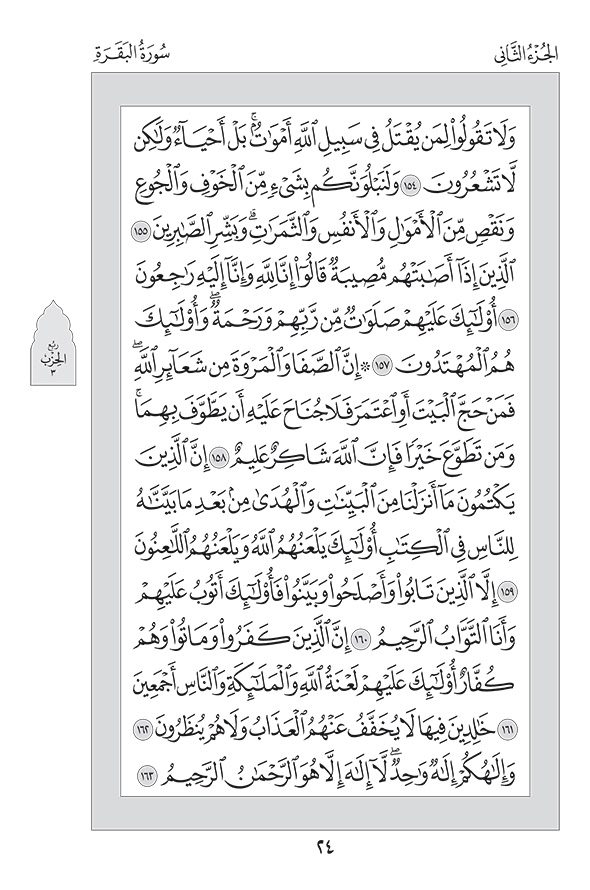 الجُزْءُ الثَّانِي
سُورَةُ البَقَرَةِ
وَلَا تَقُولُوا۟ لِمَن يُقْتَلُ فِى سَبِيلِ ٱللَّهِ أَمْوَٰتٌۢ ۚ بَلْ أَحْيَآءٌ وَلَٰكِن
لَّا تَشْعُرُونَ ١٥٤ وَلَنَبْلُوَنَّكُم بِشَىْءٍ مِّنَ ٱلْخَوْفِ وَٱلْجُوعِ
وَنَقْصٍ مِّنَ ٱلْأَمْوَٰلِ وَٱلْأَنفُسِ وَٱلثَّمَرَٰتِ ۗ وَبَشِّرِ ٱلصَّٰبِرِينَ ١٥٥
ٱلَّذِينَ إِذَآ أَصَٰبَتْهُم مُّصِيبَةٌ قَالُوٓا۟ إِنَّا لِلَّهِ وَإِنَّآ إِلَيْهِ رَٰجِعُونَ
١٥٦ أُو۟لَٰٓئِكَ عَلَيْهِمْ صَلَوَٰتٌ مِّن رَّبِّهِمْ وَرَحْمَةٌ ۖ وَأُو۟لَٰٓئِكَ
هُمُ ٱلْمُهْتَدُونَ ١٥٧ ۞ إِنَّ ٱلصَّفَا وَٱلْمَرْوَةَ مِن شَعَآئِرِ ٱللَّهِ ۖ
فَمَنْ حَجَّ ٱلْبَيْتَ أَوِ ٱعْتَمَرَ فَلَا جُنَاحَ عَلَيْهِ أَن يَطَّوَّفَ بِهِمَا ۚ
وَمَن تَطَوَّعَ خَيْرًا فَإِنَّ ٱللَّهَ شَاكِرٌ عَلِيمٌ ١٥٨ إِنَّ ٱلَّذِينَ
يَكْتُمُونَ مَآ أَنزَلْنَا مِنَ ٱلْبَيِّنَٰتِ وَٱلْهُدَىٰ مِنۢ بَعْدِ مَا بَيَّنَّٰهُ
لِلنَّاسِ فِى ٱلْكِتَٰبِ أُو۟لَٰٓئِكَ يَلْعَنُهُمُ ٱللَّهُ وَيَلْعَنُهُمُ ٱللَّٰعِنُونَ
١٥٩ إِلَّا ٱلَّذِينَ تَابُوا۟ وَأَصْلَحُوا۟ وَبَيَّنُوا۟ فَأُو۟لَٰٓئِكَ أَتُوبُ عَلَيْهِمْ
وَأَنَا ٱلتَّوَّابُ ٱلرَّحِيمُ ١٦٠ إِنَّ ٱلَّذِينَ كَفَرُوا۟ وَمَاتُوا۟ وَهُمْ
كُفَّارٌ أُو۟لَٰٓئِكَ عَلَيْهِمْ لَعْنَةُ ٱللَّهِ وَٱلْمَلَٰٓئِكَةِ وَٱلنَّاسِ أَجْمَعِينَ
١٦١ خَٰلِدِينَ فِيهَا لَا يُخَفَّفُ عَنْهُمُ ٱلْعَذَابُ وَلَا هُمْ يُنظَرُونَ ١٦٢
وَإِلَٰهُكُمْ إِلَٰهٌ وَٰحِدٌ ۖ لَّآ إِلَٰهَ إِلَّا هُوَ ٱلرَّحْمَٰنُ ٱلرَّحِيمُ ١٦٣
ربع
الحزب
٣
٢٤